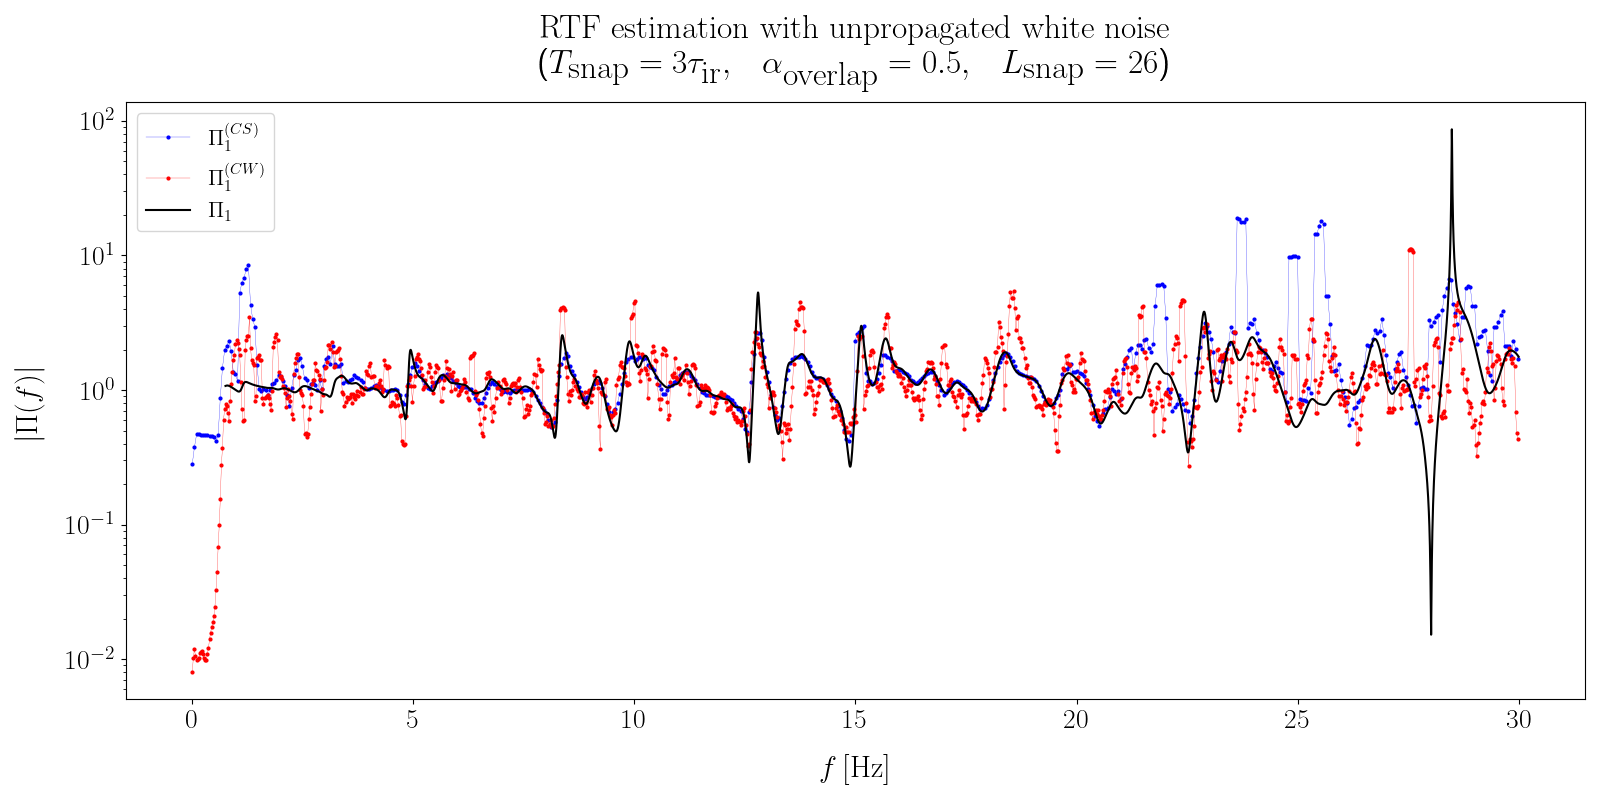 RTF estimation with unpropagated white noise
(T_snap = 3τ_ir,   α_overlap = 0.5,   L_snap = 26)
10^2
10^1
10^0
10^−1
10^−2
|Π(f)|
Π_1^(CS)
Π_1^(CW)
Π_1
0 5 10 15 20 25 30
f [Hz]